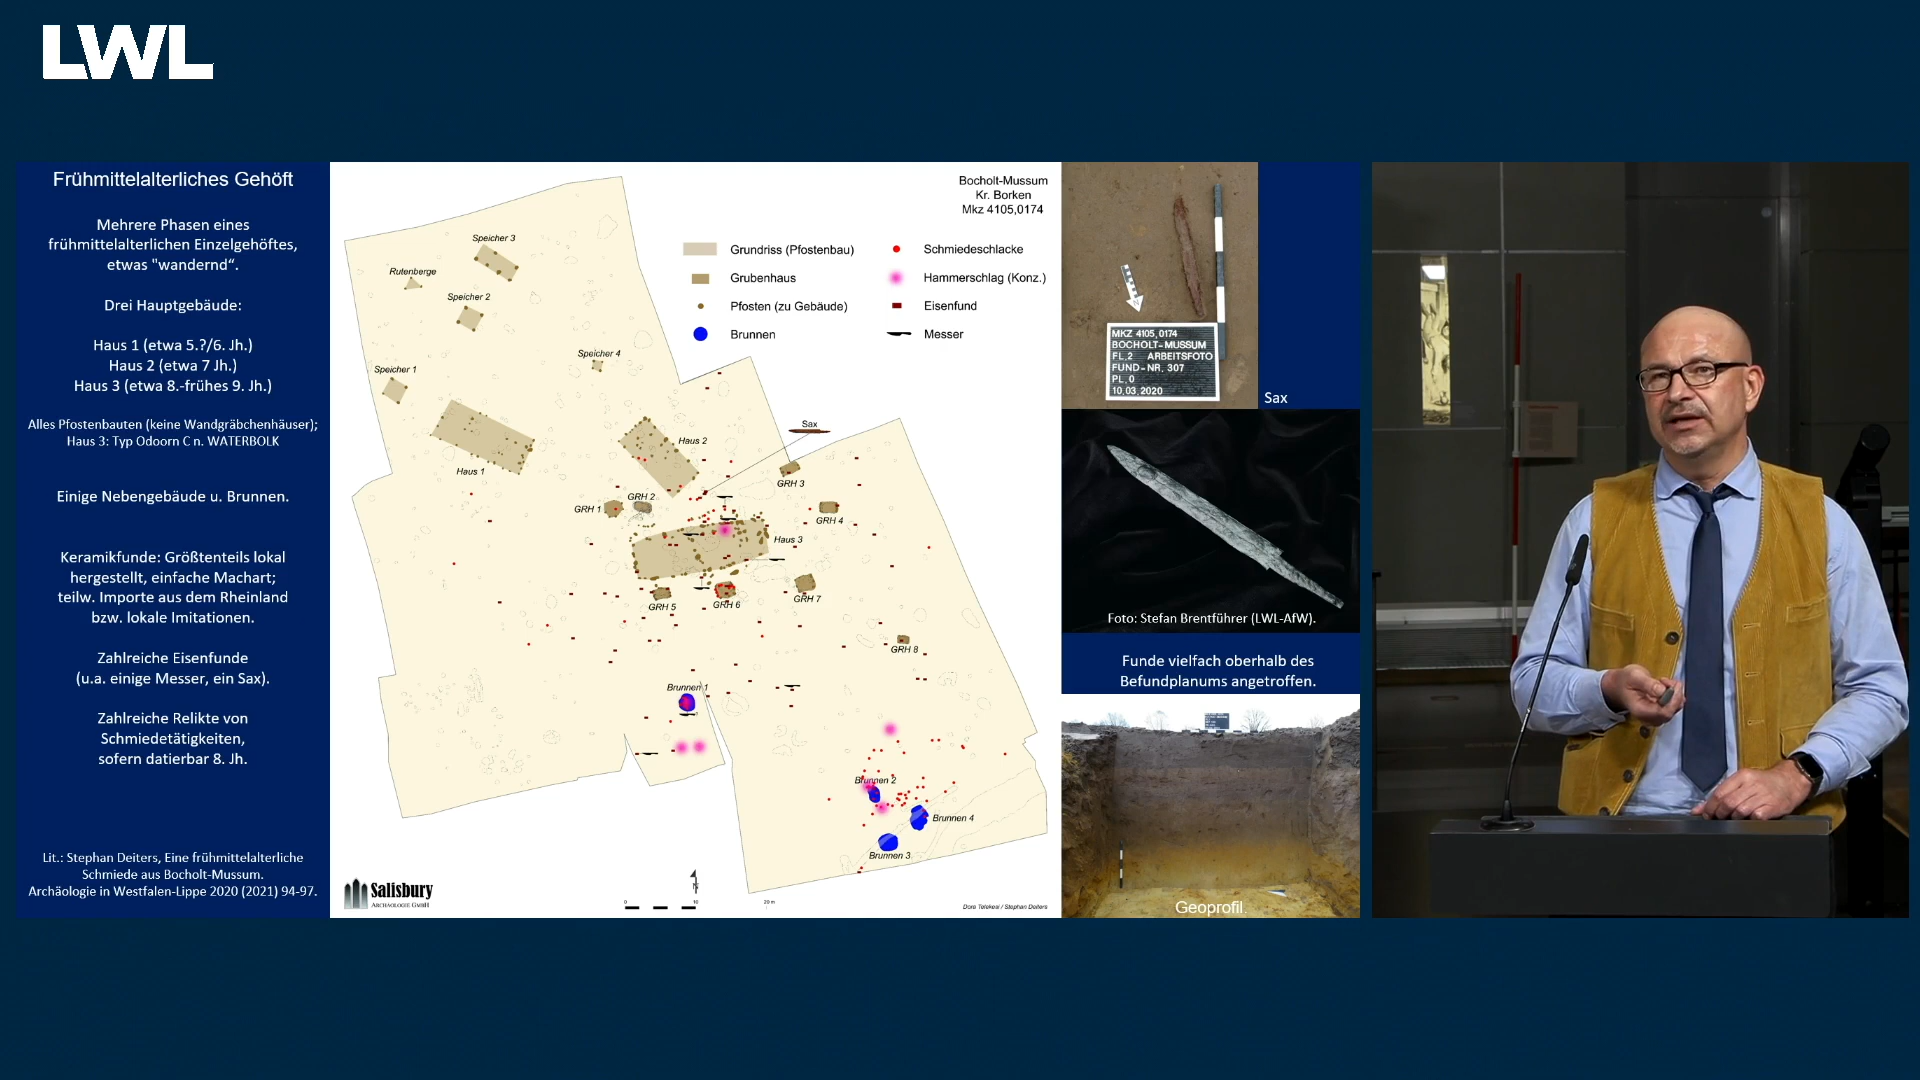 LWL
Frühmittelalterliches Gehöft
Mehrere Phasen eines
frühmittelalterlichen Einzelgehöftes,
etwas "wandernd“.
Drei Hauptgebäude:
Haus 1 (etwa 5.?/6. Jh.)
Haus 2 (etwa 7 Jh.)
Haus 3 (etwa 8.-frühes 9. Jh.)
Alles Pfostenbauten (keine Wandgräbchenhäuser);
Haus 3: Typ Odoorn C n. WATERBOLK
Einige Nebengebäude u. Brunnen.
Keramikfunde: Größtenteils lokal
hergestellt, einfache Machart;
teilw. Importe aus dem Rheinland
bzw. lokale Imitationen.
Zahlreiche Eisenfunde
(u.a. einige Messer, ein Sax).
Zahlreiche Relikte von
Schmiedetätigkeiten,
sofern datierbar 8. Jh.
Lit.: Stephan Deiters, Eine frühmittelalterliche
Schmiede aus Bocholt-Mussum.
Archäologie in Westfalen-Lippe 2020 (2021) 94-97.
Bocholt-Mussum
Kr. Borken
Mkz 4105,0174
Grundriss (Pfostenbau)
Grubenhaus
Pfosten (zu Gebäude)
Brunnen
Schmiedeschlacke
Hammerschlag (Konz.)
Eisenfund
Messer
Speicher 3
Rutenberge
Speicher 2
Speicher 4
Speicher 1
Haus 1
Haus 2
Sax
GRH 3
GRH 2
GRH 1
GRH 4
Haus 3
GRH 5
GRH 6
GRH 7
GRH 8
Brunnen 1
Brunnen 2
Brunnen 4
Brunnen 3
Salisbury
ARCHÄOLOGIE GMBH
N
0
10
20 m
Dora Telekesi / Stephan Deiters
MKZ 4105,0174
BOCHOLT-MUSSUM
FL.2 ARBEITSFOTO
FUND-NR. 307
PL. 0
10.03.2020
Sax
Foto: Stefan Brentführer (LWL-AfW).
Funde vielfach oberhalb des
Befundplanums angetroffen.
Geoprofil.